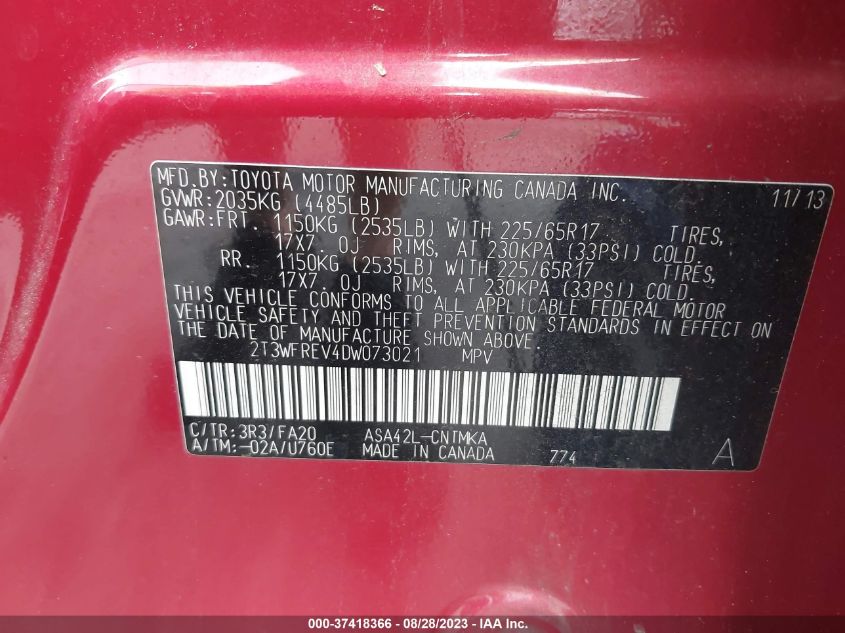 MFD.BY:TOYOTA MOTOR MANUFACTURING CANADA INC. 11/13
GVWR:2035KG (4485LB)
GAWR:FRT. 1150KG (2535LB) WITH 225/65R17 TIRES,
17X7.0J RIMS, AT 230KPA (33PSI) COLD.
RR. 1150KG (2535LB) WITH 225/65R17 TIRES,
17X7.0J RIMS, AT 230KPA (33PSI) COLD.
THIS VEHICLE CONFORMS TO ALL APPLICABLE FEDERAL MOTOR
VEHICLE SAFETY AND THEFT PREVENTION STANDARDS IN EFFECT ON
THE DATE OF MANUFACTURE SHOWN ABOVE.
2T3WFREV4DW073021 MPV
C/TR:3R3/FA20 ASA42L-CNTMKA
A/TM:-02A/U760E MADE IN CANADA 774 A
000-37418366 - 08/28/2023 - IAA Inc.